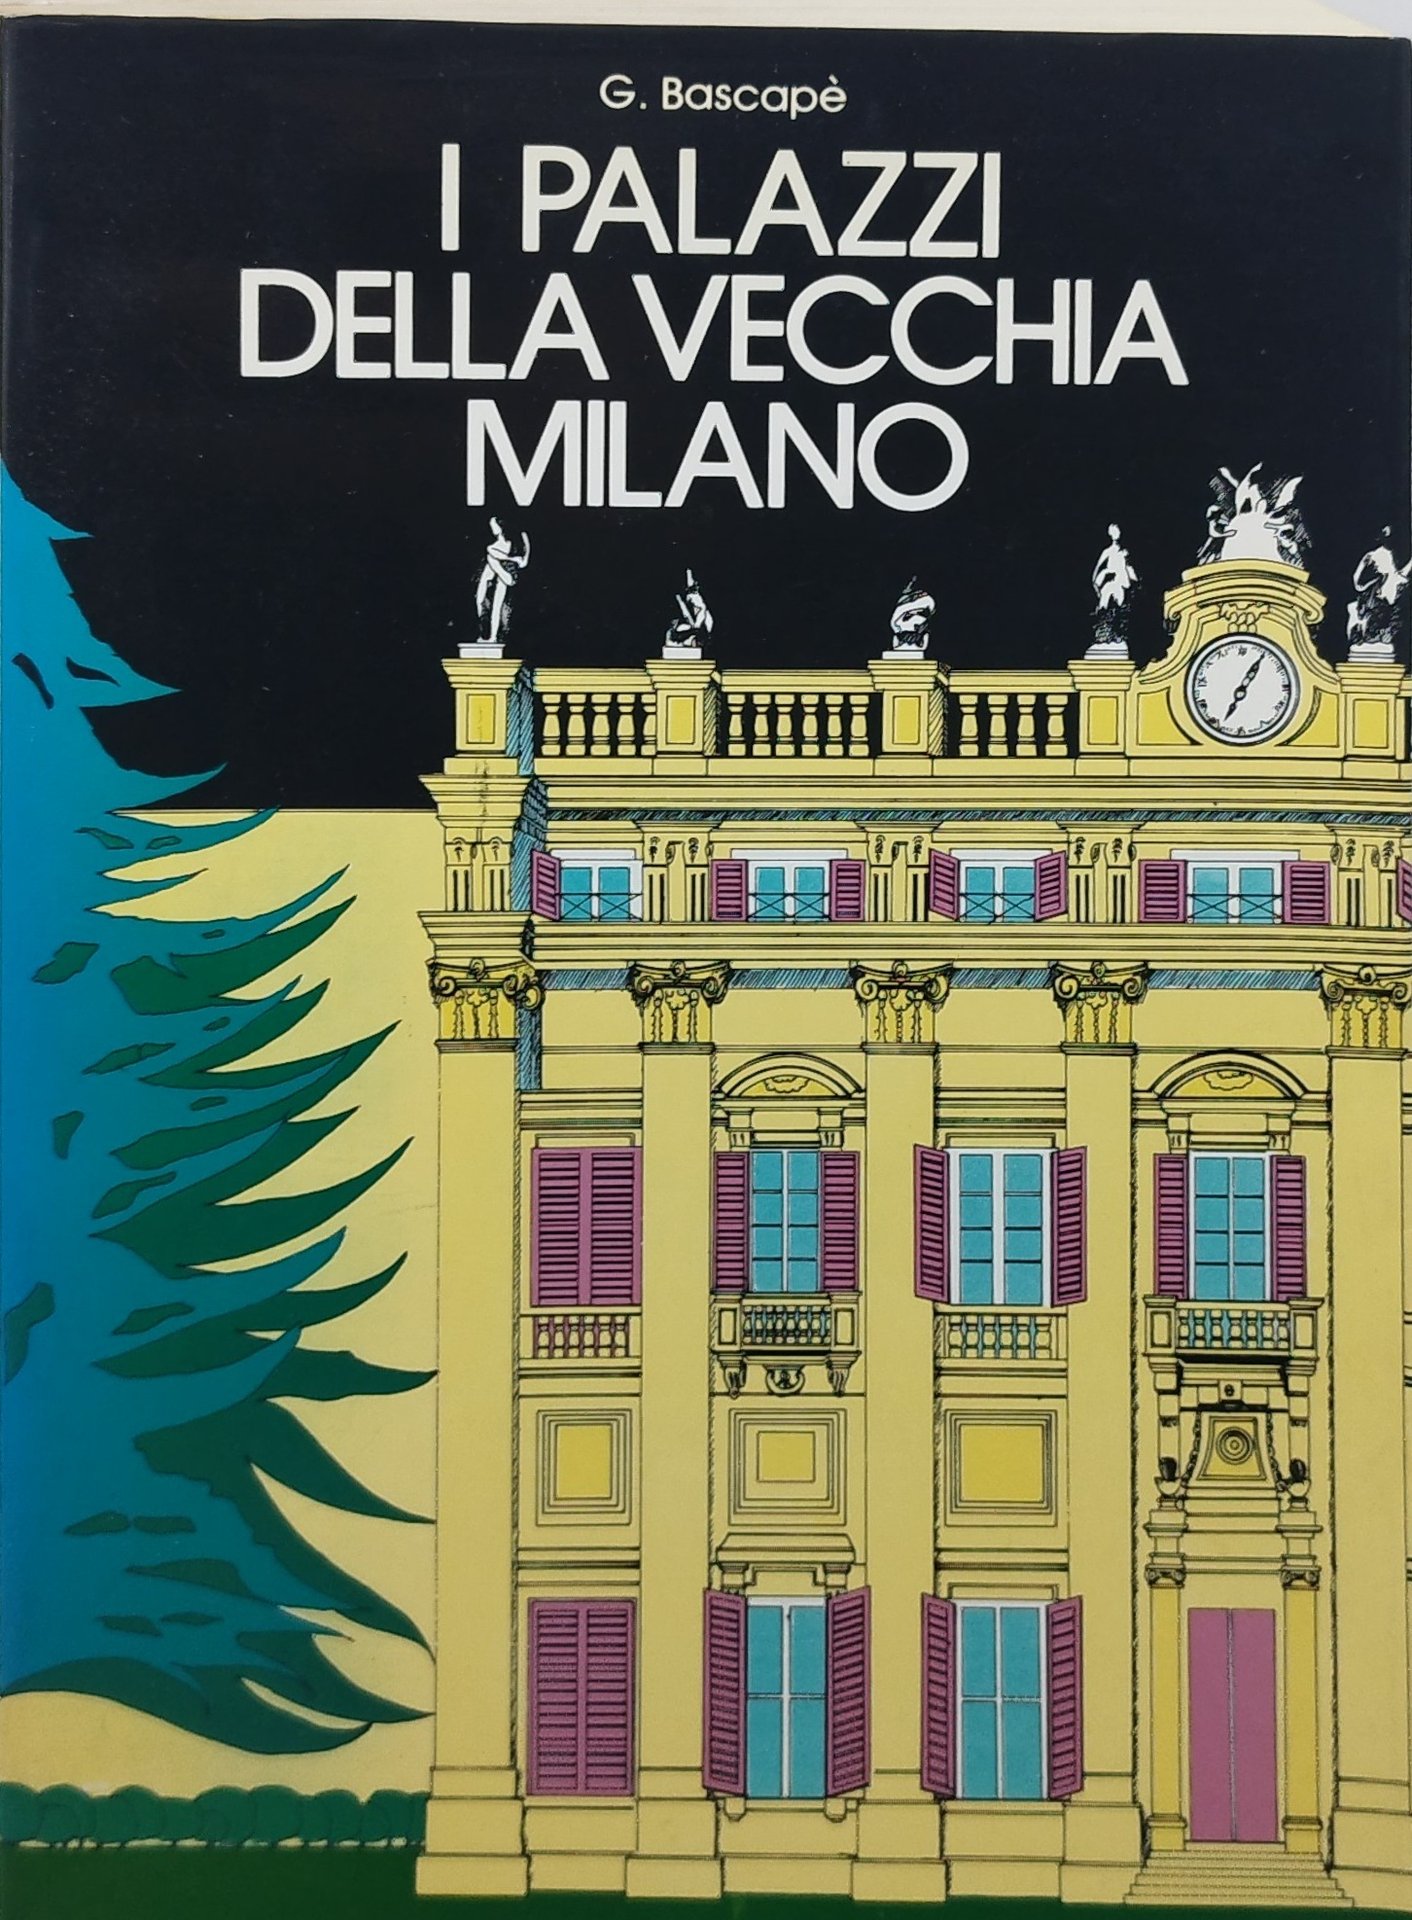 G. Bascapè
I PALAZZI
DELLA VECCHIA
MILANO